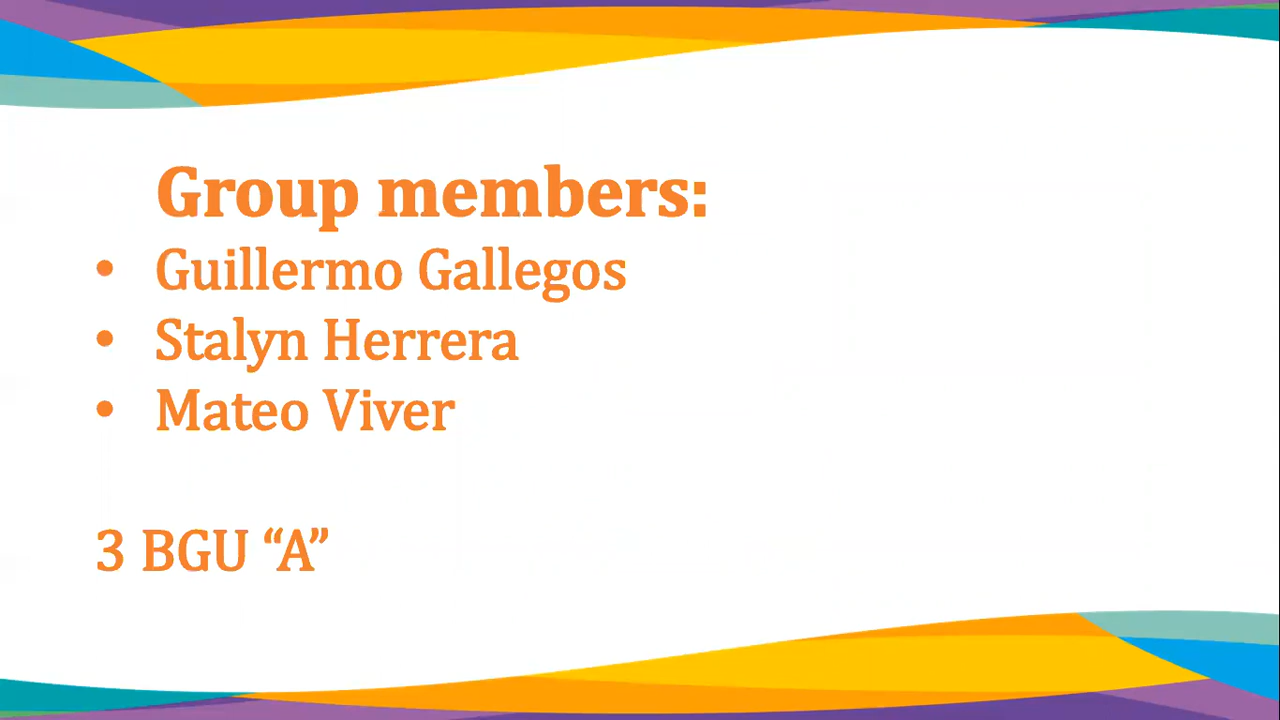 Group members:
• Guillermo Gallegos
• Stalyn Herrera
• Mateo Viver
3 BGU “A”